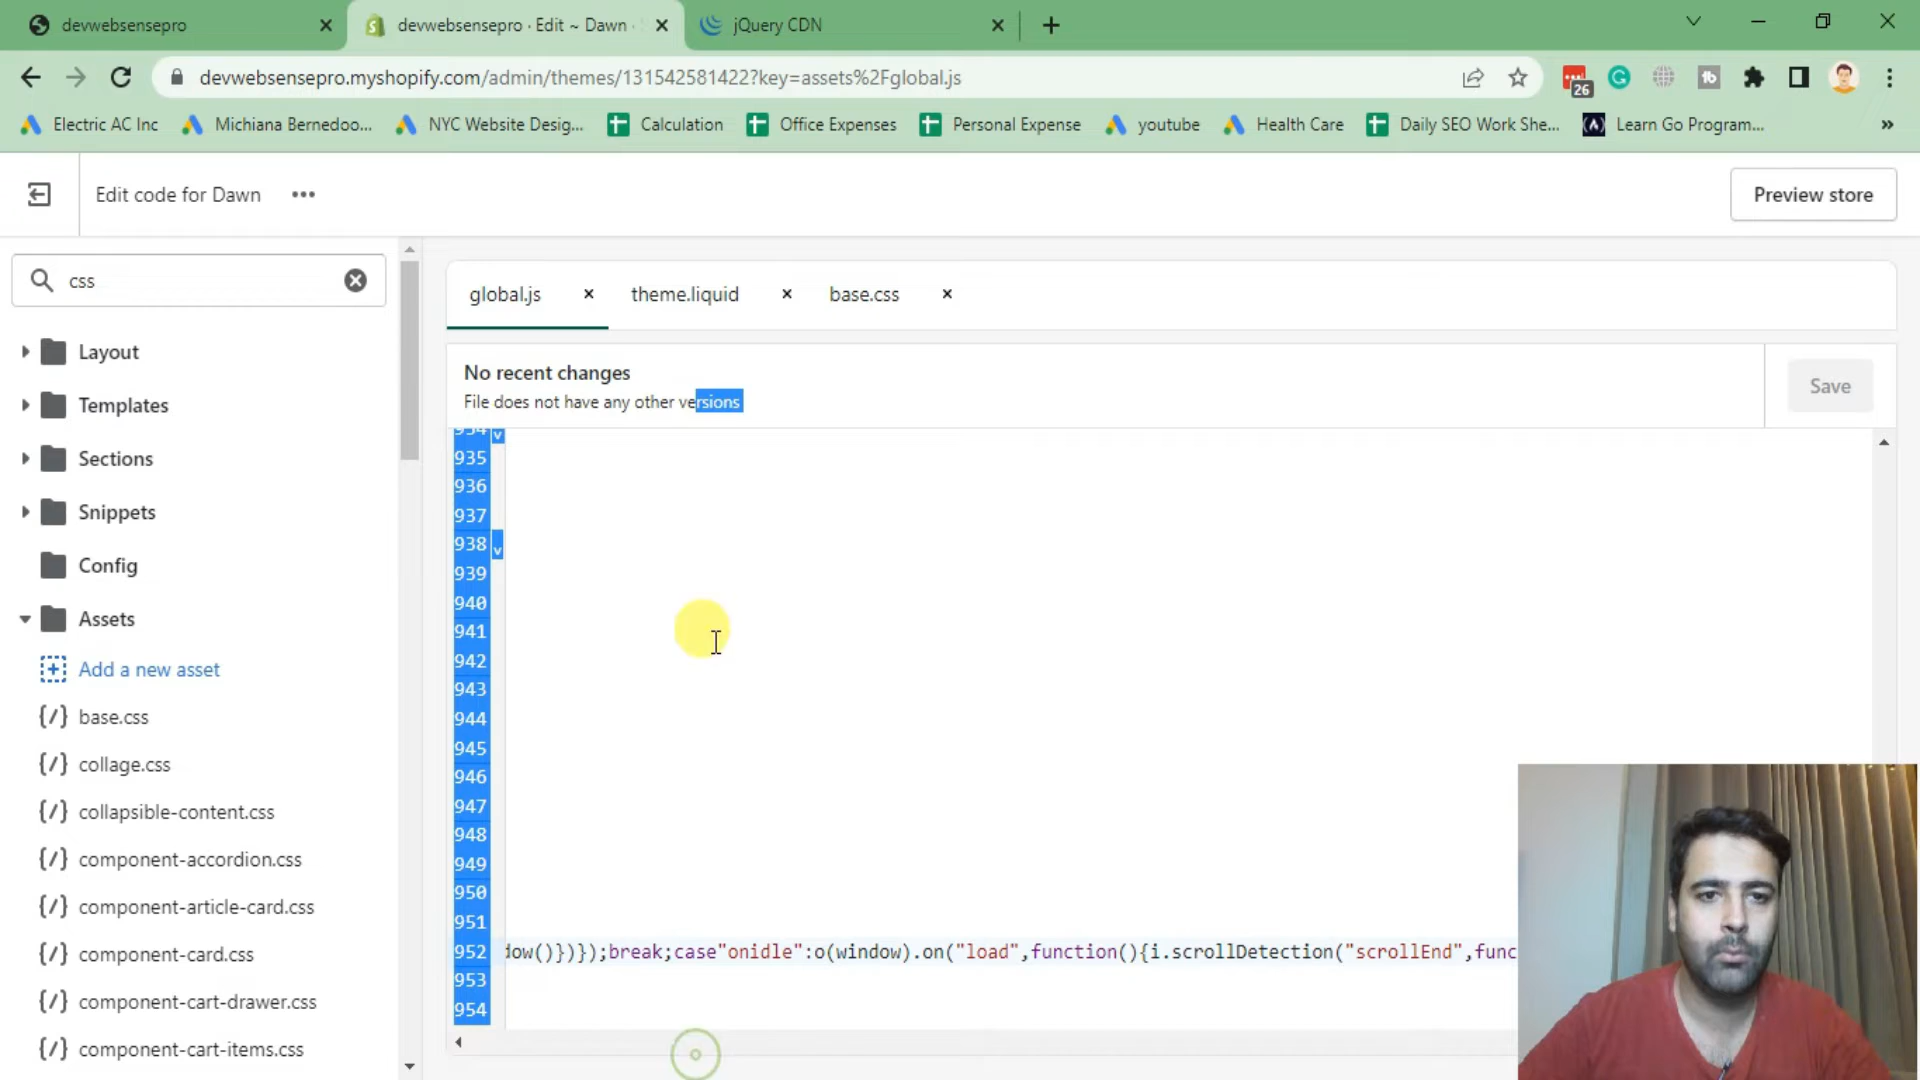 devwebsensepro
devwebsensepro · Edit ~ Dawn ·
jQuery CDN
devwebsensepro.myshopify.com/admin/themes/131542581422?key=assets%2Fglobal.js
26
Electric AC Inc
Michiana Bernedoo...
NYC Website Desig...
Calculation
Office Expenses
Personal Expense
youtube
Health Care
Daily SEO Work She...
Learn Go Program...
»
Edit code for Dawn
Preview store
css
global.js
theme.liquid
base.css
No recent changes
File does not have any other versions
Save
Layout
Templates
Sections
Snippets
Config
Assets
Add a new asset
{/} base.css
{/} collage.css
{/} collapsible-content.css
{/} component-accordion.css
{/} component-article-card.css
{/} component-card.css
{/} component-cart-drawer.css
{/} component-cart-items.css
934
935
936
937
938
939
940
941
942
943
944
945
946
947
948
949
950
951
952 dow()})});break;case"onidle":o(window).on("load",function(){i.scrollDetection("scrollEnd",func
953
954